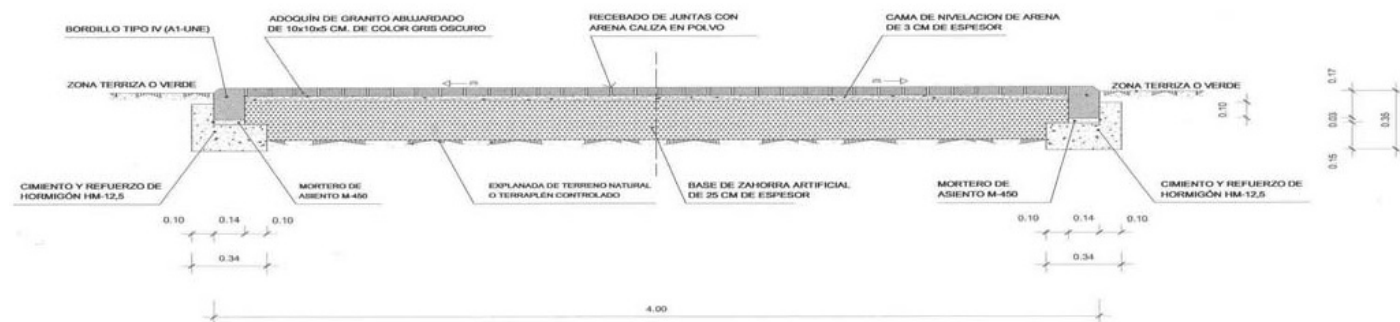 BORDILLO TIPO IV (A1-UNE)
ADOQUÍN DE GRANITO ABUJARDADO
DE 10x10x5 CM. DE COLOR GRIS OSCURO
RECEBADO DE JUNTAS CON
ARENA CALIZA EN POLVO
CAMA DE NIVELACION DE ARENA
DE 3 CM DE ESPESOR
ZONA TERRIZA O VERDE
ZONA TERRIZA O VERDE
0.17
0.10
0.03
0.35
0.15
CIMIENTO Y REFUERZO DE
HORMIGÓN HM-12,5
MORTERO DE
ASIENTO M-450
EXPLANADA DE TERRENO NATURAL
O TERRAPLÉN CONTROLADO
BASE DE ZAHORRA ARTIFICIAL
DE 25 CM DE ESPESOR
MORTERO DE
ASIENTO M-450
CIMIENTO Y REFUERZO DE
HORMIGÓN HM-12,5
0.10 0.14 0.10
0.10 0.14 0.10
0.34
0.34
4.00